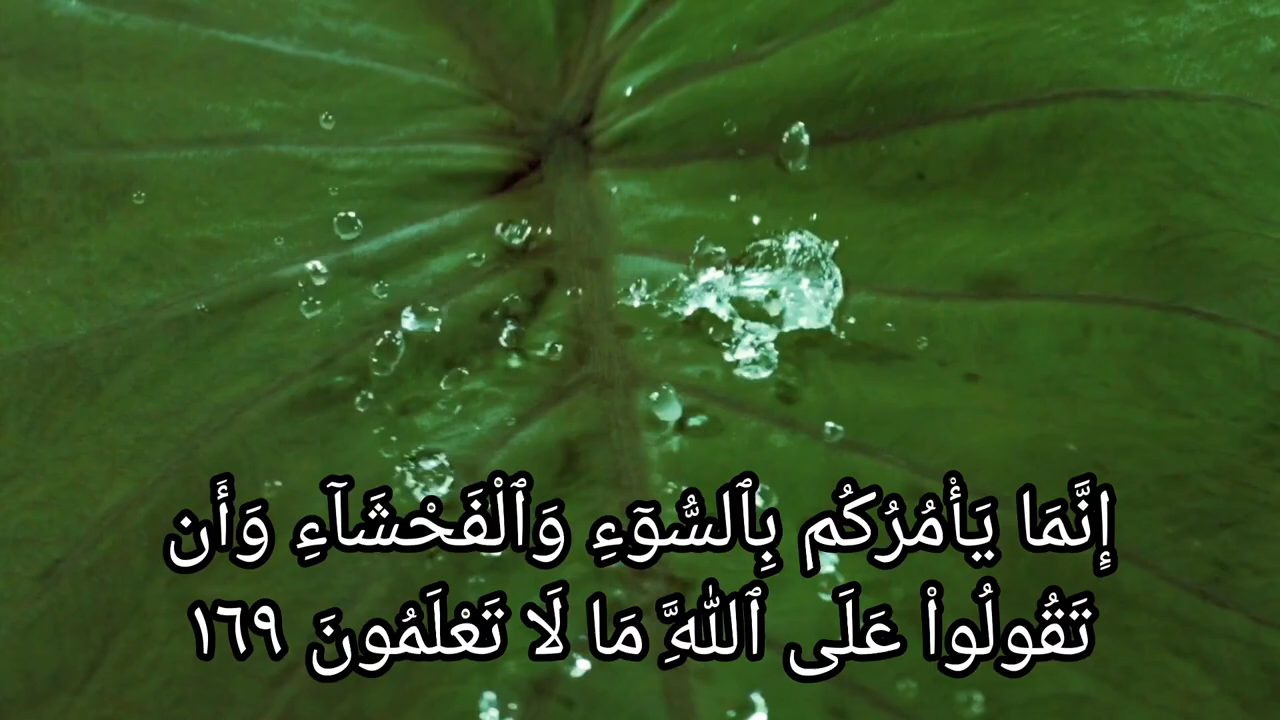 إِنَّمَا يَأْمُرُكُم بِٱلسُّوٓءِ وَٱلْفَحْشَآءِ وَأَن
تَقُولُوا۟ عَلَى ٱللَّهِ مَا لَا تَعْلَمُونَ ١٦٩